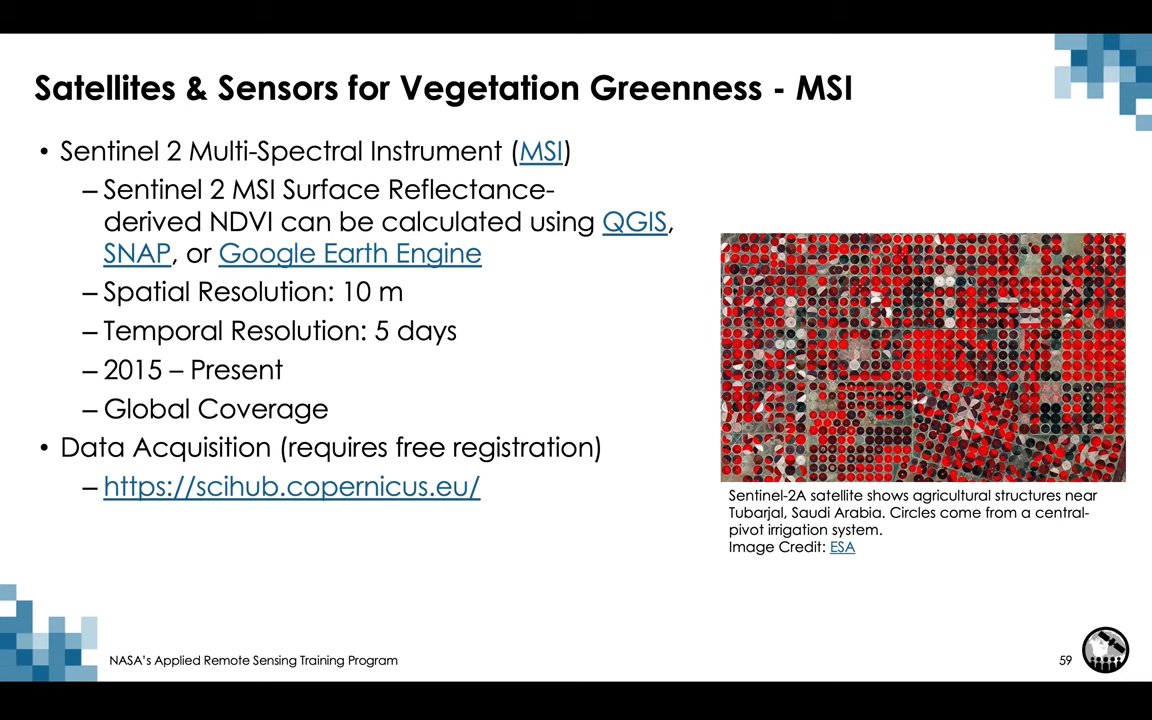 Satellites & Sensors for Vegetation Greenness - MSI
• Sentinel 2 Multi-Spectral Instrument (MSI)
– Sentinel 2 MSI Surface Reflectance-
derived NDVI can be calculated using QGIS,
SNAP, or Google Earth Engine
– Spatial Resolution: 10 m
– Temporal Resolution: 5 days
– 2015 – Present
– Global Coverage
• Data Acquisition (requires free registration)
– https://scihub.copernicus.eu/
Sentinel-2A satellite shows agricultural structures near
Tubarjal, Saudi Arabia. Circles come from a central-
pivot irrigation system.
Image Credit: ESA
NASA's Applied Remote Sensing Training Program
59